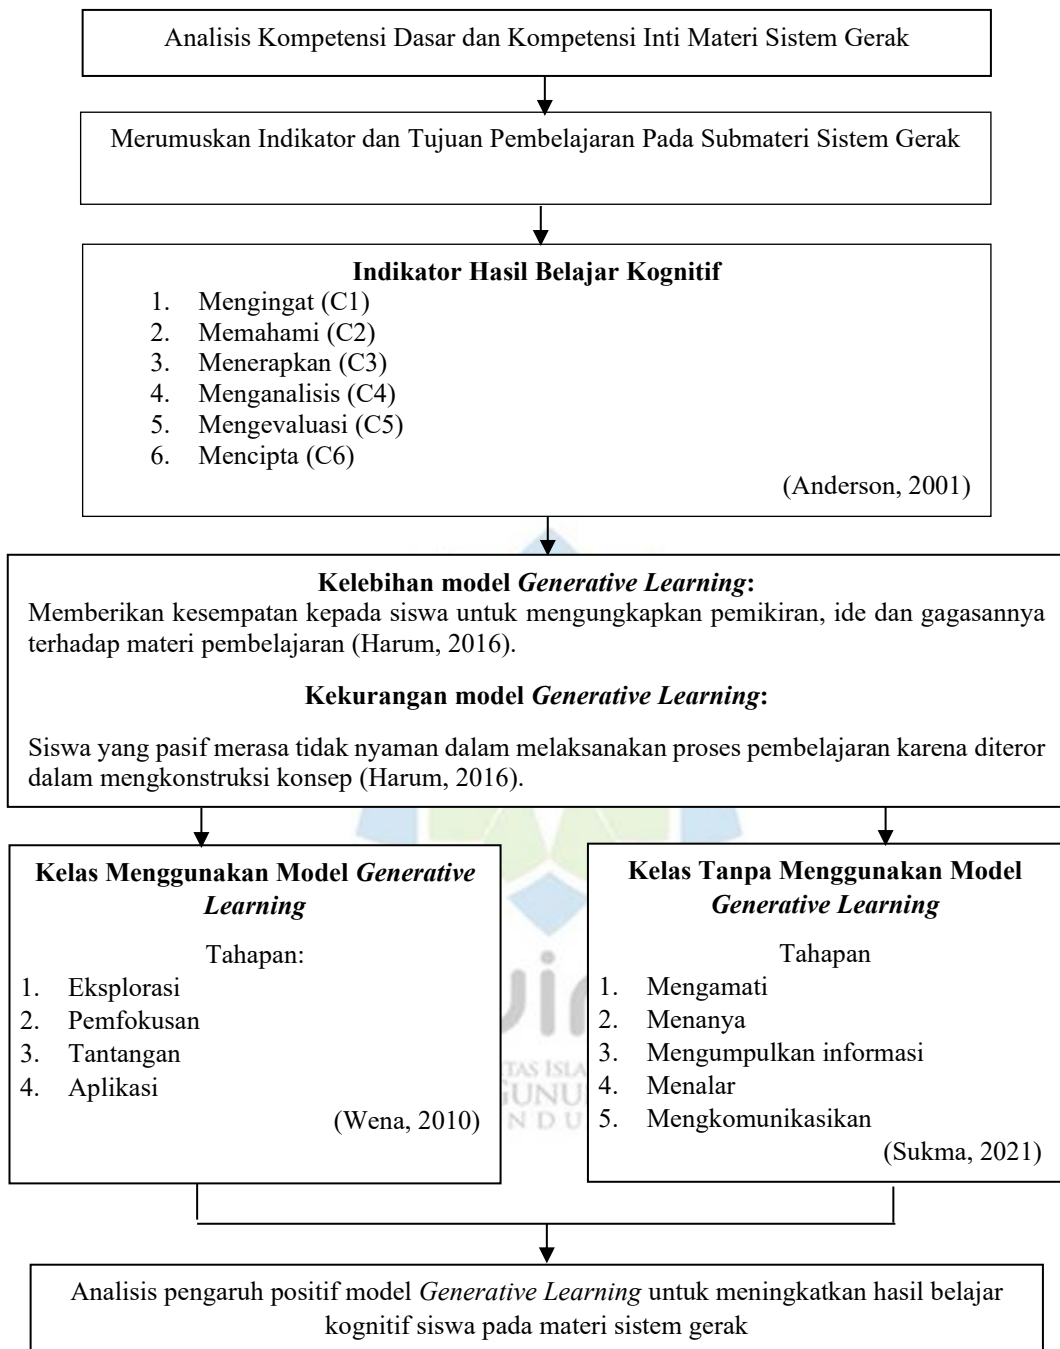 Analisis Kompetensi Dasar dan Kompetensi Inti Materi Sistem Gerak
Merumuskan Indikator dan Tujuan Pembelajaran Pada Submateri Sistem Gerak
Indikator Hasil Belajar Kognitif
1. Mengingat (C1)
2. Memahami (C2)
3. Menerapkan (C3)
4. Menganalisis (C4)
5. Mengevaluasi (C5)
6. Mencipta (C6)
(Anderson, 2001)
Kelebihan model Generative Learning:
Memberikan kesempatan kepada siswa untuk mengungkapkan pemikiran, ide dan gagasannya
terhadap materi pembelajaran (Harum, 2016).
Kekurangan model Generative Learning:
Siswa yang pasif merasa tidak nyaman dalam melaksanakan proses pembelajaran karena diteror
dalam mengkonstruksi konsep (Harum, 2016).
Kelas Menggunakan Model Generative
Learning
Tahapan:
1. Eksplorasi
2. Pemfokusan
3. Tantangan
4. Aplikasi
(Wena, 2010)
Kelas Tanpa Menggunakan Model
Generative Learning
Tahapan
1. Mengamati
2. Menanya
3. Mengumpulkan informasi
4. Menalar
5. Mengkomunikasikan
(Sukma, 2021)
Analisis pengaruh positif model Generative Learning untuk meningkatkan hasil belajar
kognitif siswa pada materi sistem gerak